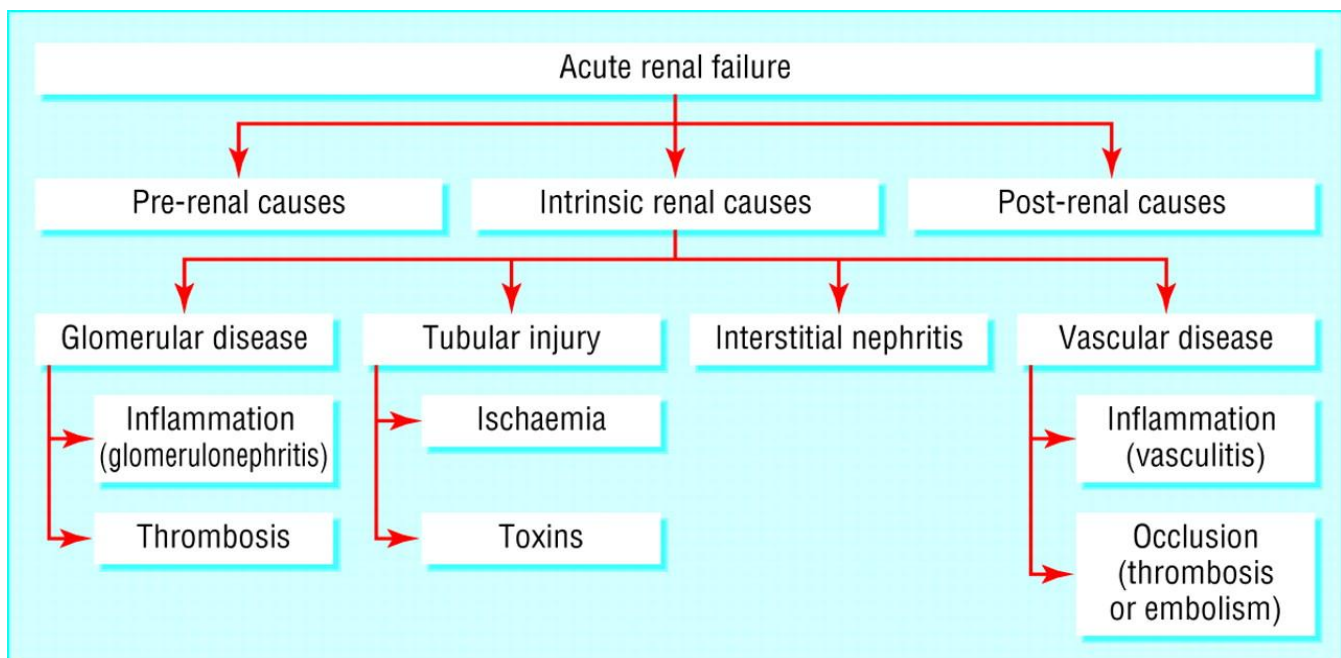 Acute renal failure
Pre-renal causes
Intrinsic renal causes
Post-renal causes
Glomerular disease
Tubular injury
Interstitial nephritis
Vascular disease
Inflammation
(glomerulonephritis)
Ischaemia
Inflammation
(vasculitis)
Thrombosis
Toxins
Occlusion
(thrombosis
or embolism)